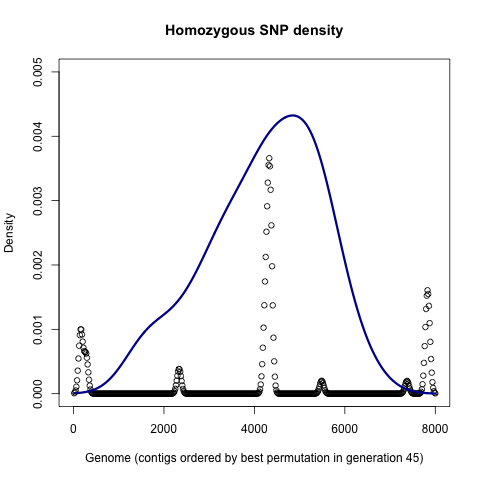 Homozygous SNP density
Density
0.005
0.004
0.003
0.002
0.001
0.000
0 2000 4000 6000 8000
Genome (contigs ordered by best permutation in generation 45)